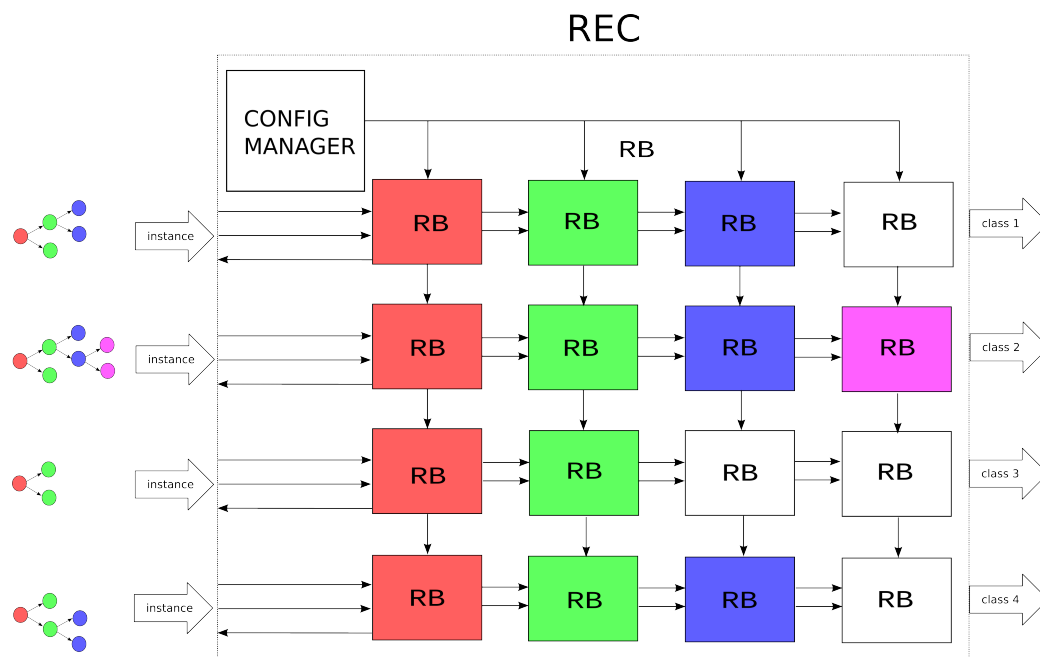 REC
CONFIG
MANAGER
RB
instance
RB
RB
RB
RB
class 1
instance
RB
RB
RB
RB
class 2
instance
RB
RB
RB
RB
class 3
instance
RB
RB
RB
RB
class 4